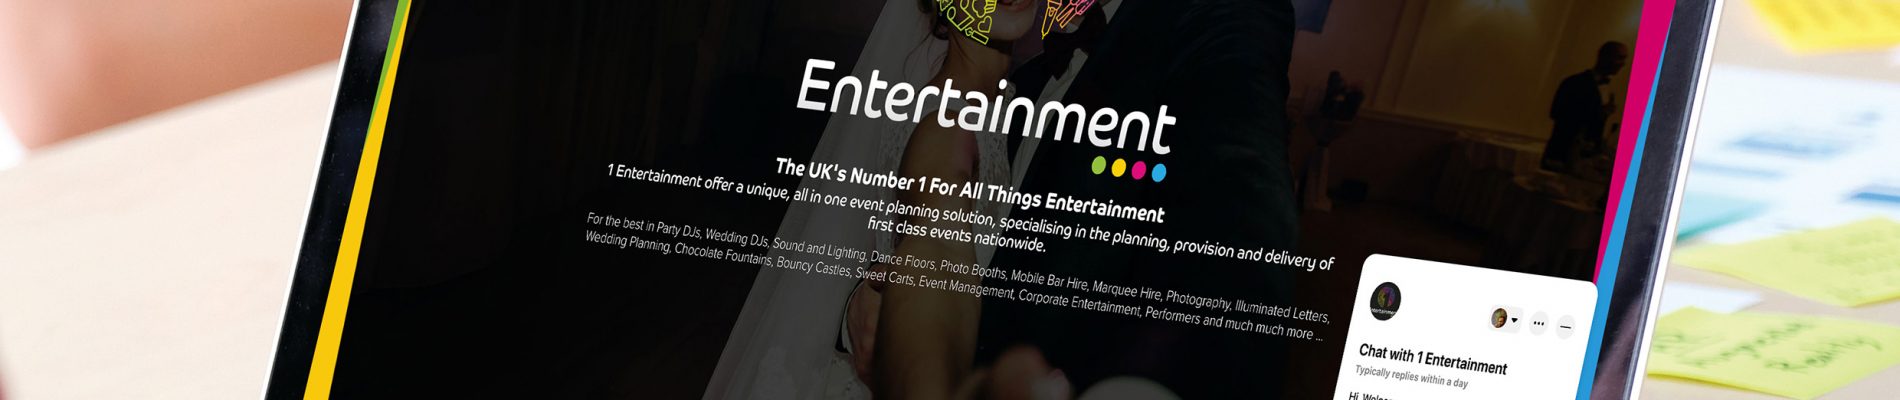 Entertainment
The UK's Number 1 For All Things Entertainment
1 Entertainment offer a unique, all in one event planning solution, specialising in the planning, provision and delivery of
first class events nationwide.
For the best in Party DJs, Wedding DJs, Sound and Lighting, Dance Floors, Photo Booths, Mobile Bar Hire, Marquee Hire, Photography, Illuminated Letters,
Wedding Planning, Chocolate Fountains, Bouncy Castles, Sweet Carts, Event Management, Corporate Entertainment, Performers and much much more ...
Chat with 1 Entertainment
Typically replies within a day
Hi,